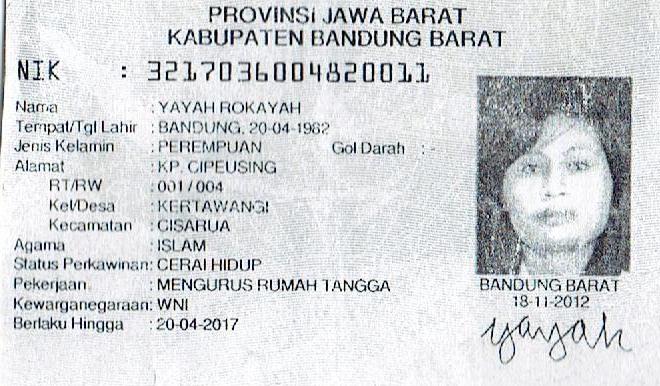 PROVINSI JAWA BARAT
KABUPATEN BANDUNG BARAT
NIK : 3217036004820011
Nama : YAYAH ROKAYAH
Tempat/Tgl Lahir : BANDUNG, 20-04-1982
Jenis Kelamin : PEREMPUAN Gol Darah : -
Alamat : KP. CIPEUSING
RT/RW : 001 / 004
Kel/Desa : KERTAWANGI
Kecamatan : CISARUA
Agama : ISLAM
Status Perkawinan: CERAI HIDUP
Pekerjaan : MENGURUS RUMAH TANGGA
Kewarganegaraan: WNI
Berlaku Hingga : 20-04-2017
BANDUNG BARAT
18-11-2012
yayah